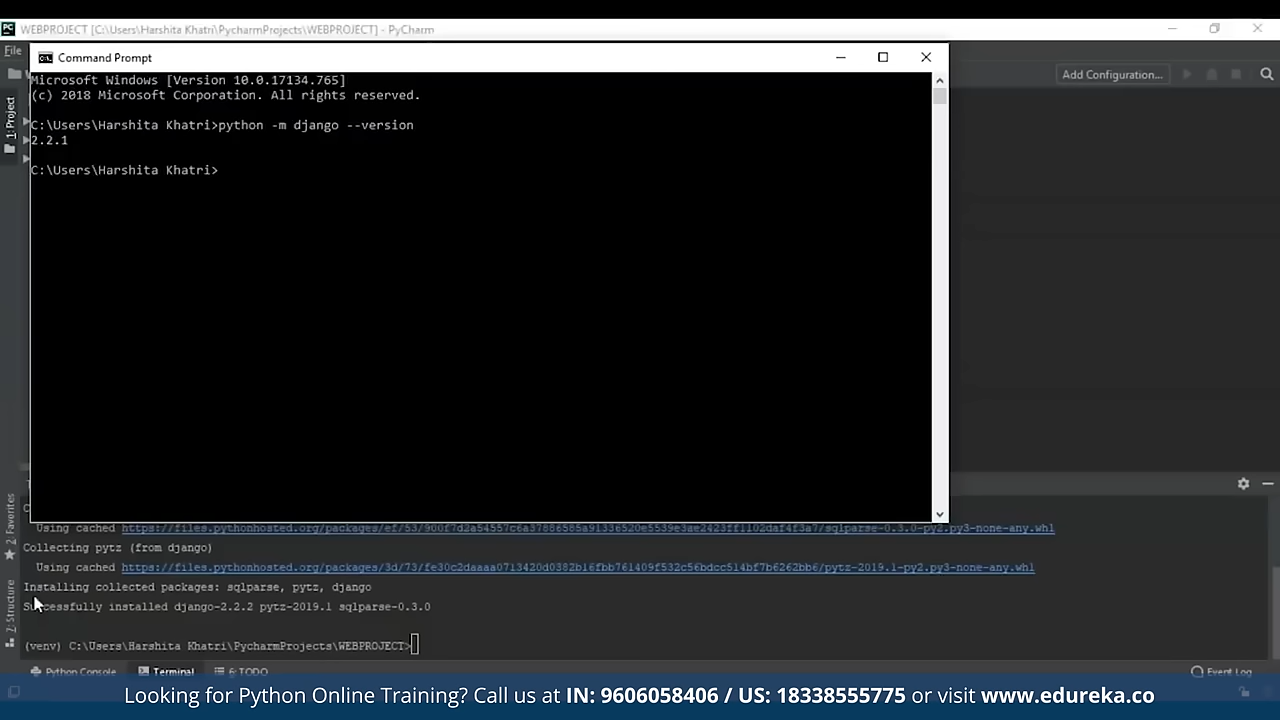 WEBPROJECT [C:\Users\Harshita Khatri\PycharmProjects\WEBPROJECT] - PyCharm
File
Command Prompt
Add Configuration...
Microsoft Windows [Version 10.0.17134.765]
(c) 2018 Microsoft Corporation. All rights reserved.
C:\Users\Harshita Khatri>python -m django --version
2.2.1
C:\Users\Harshita Khatri>
1: Project
2: Favorites
7: Structure
Using cached
Collecting pytz (from django)
Using cached
Installing collected packages: sqlparse, pytz, django
Successfully installed django-2.2.2 pytz-2019.1 sqlparse-0.3.0
(venv) C:\Users\Harshita Khatri\PycharmProjects\WEBPROJECT>
Python Console Terminal 6: TODO Event Log
Looking for Python Online Training? Call us at IN: 9606058406 / US: 18338555775 or visit www.edureka.co